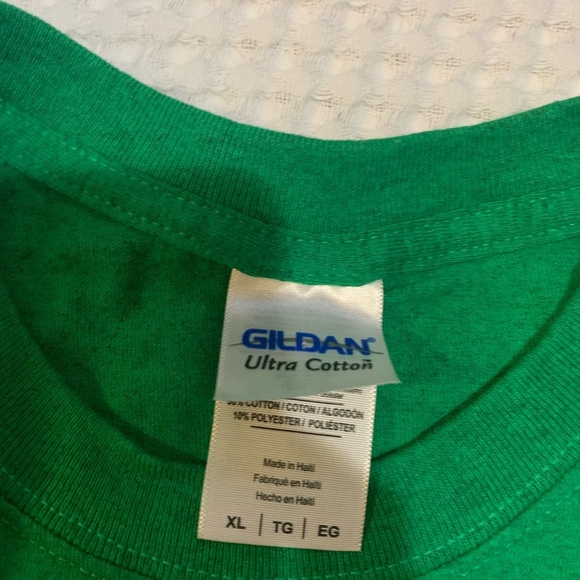 GILDAN®
Ultra Cotton™
COTTON / COTON / ALGODÓN
10% POLYESTER / POLIÉSTER
Made in Haiti
Fabriqué en Haïti
Hecho en Haití
XL | TG | EG